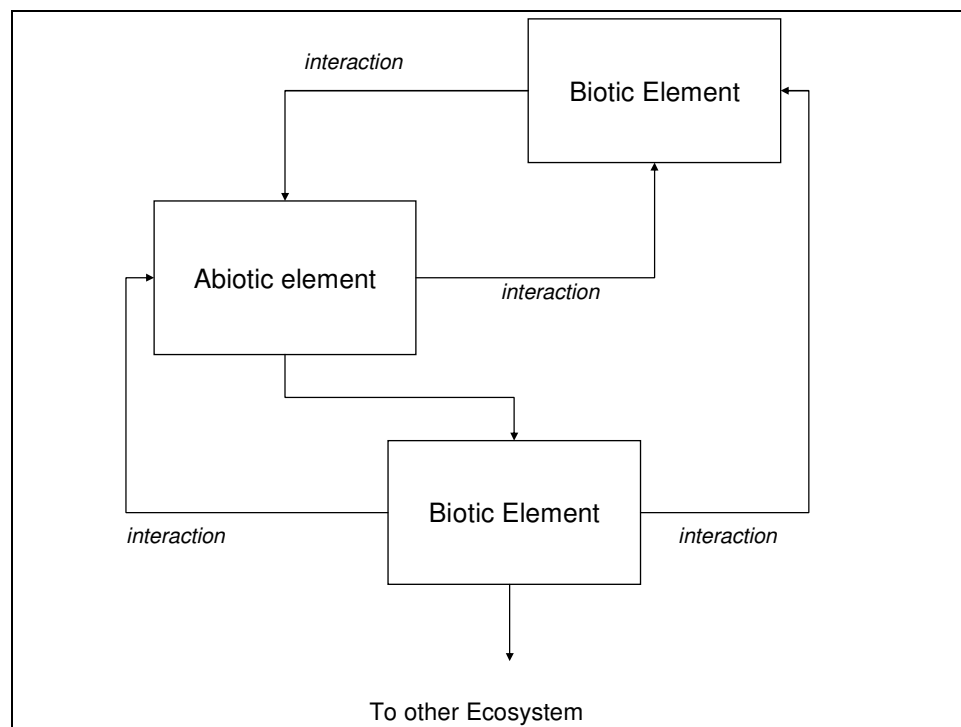 interaction
Biotic Element
Abiotic element
interaction
Biotic Element
interaction
interaction
To other Ecosystem